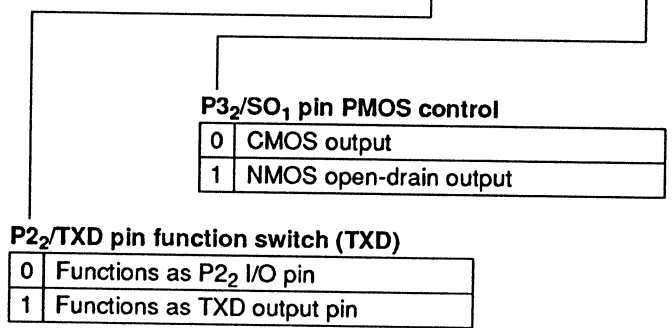 P3₂/SO₁ pin PMOS control
0 CMOS output
1 NMOS open-drain output
P2₂/TXD pin function switch (TXD)
0 Functions as P2₂ I/O pin
1 Functions as TXD output pin